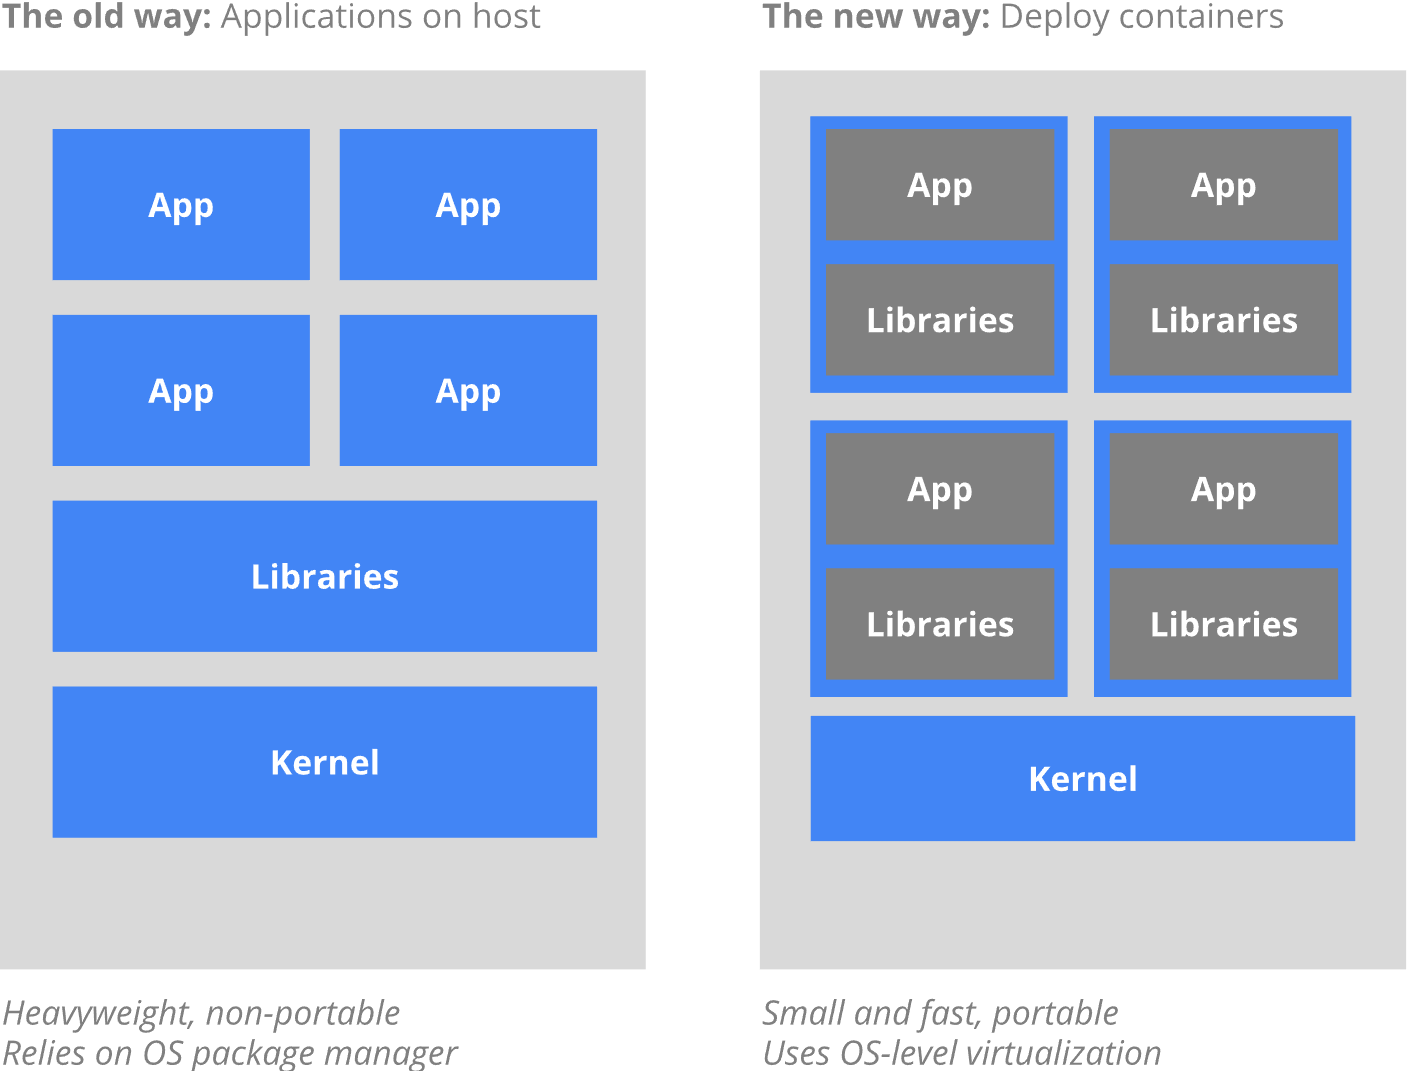 The old way: Applications on host
App App
App App
Libraries
Kernel
Heavyweight, non-portable
Relies on OS package manager
The new way: Deploy containers
App App
Libraries Libraries
App App
Libraries Libraries
Kernel
Small and fast, portable
Uses OS-level virtualization